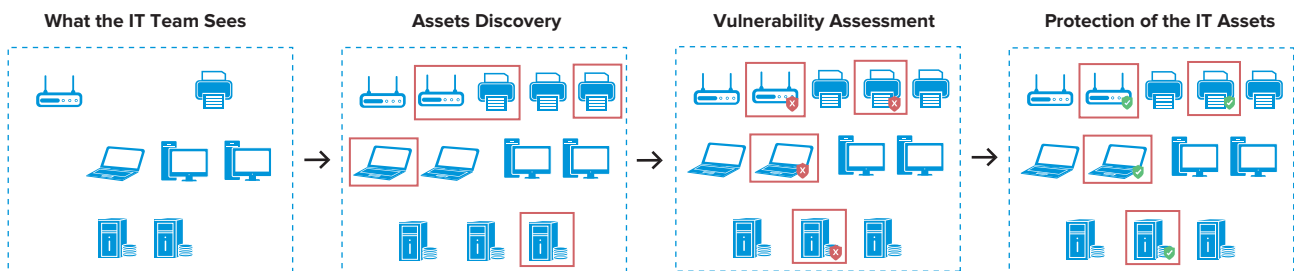 What the IT Team Sees
Assets Discovery
Vulnerability Assessment
Protection of the IT Assets